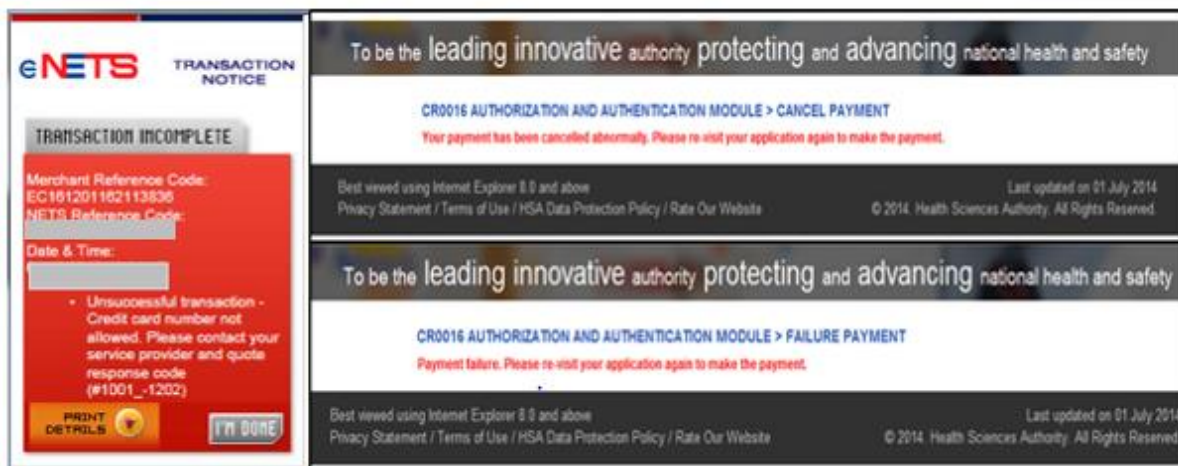 eNETS
TRANSACTION
NOTICE
TRANSACTION INCOMPLETE
Merchant Reference Code:
EC161201162113836
NETS Reference Code:
Date & Time:
• Unsuccessful transaction -
Credit card number not
allowed. Please contact your
service provider and quote
response code
(#1001_-1202)
PRINT
DETAILS
I'M DONE
To be the leading innovative authority protecting and advancing national health and safety
CR0016 AUTHORIZATION AND AUTHENTICATION MODULE > CANCEL PAYMENT
Your payment has been cancelled abnormally. Please re-visit your application again to make the payment.
Best viewed using Internet Explorer 8.0 and above
Last updated on 01 July 2014
Privacy Statement / Terms of Use / HSA Data Protection Policy / Rate Our Website
© 2014. Health Sciences Authority. All Rights Reserved.
To be the leading innovative authority protecting and advancing national health and safety
CR0016 AUTHORIZATION AND AUTHENTICATION MODULE > FAILURE PAYMENT
Payment failure. Please re-visit your application again to make the payment.
Best viewed using Internet Explorer 8.0 and above
Last updated on 01 July 2014
Privacy Statement / Terms of Use / HSA Data Protection Policy / Rate Our Website
© 2014. Health Sciences Authority. All Rights Reserved